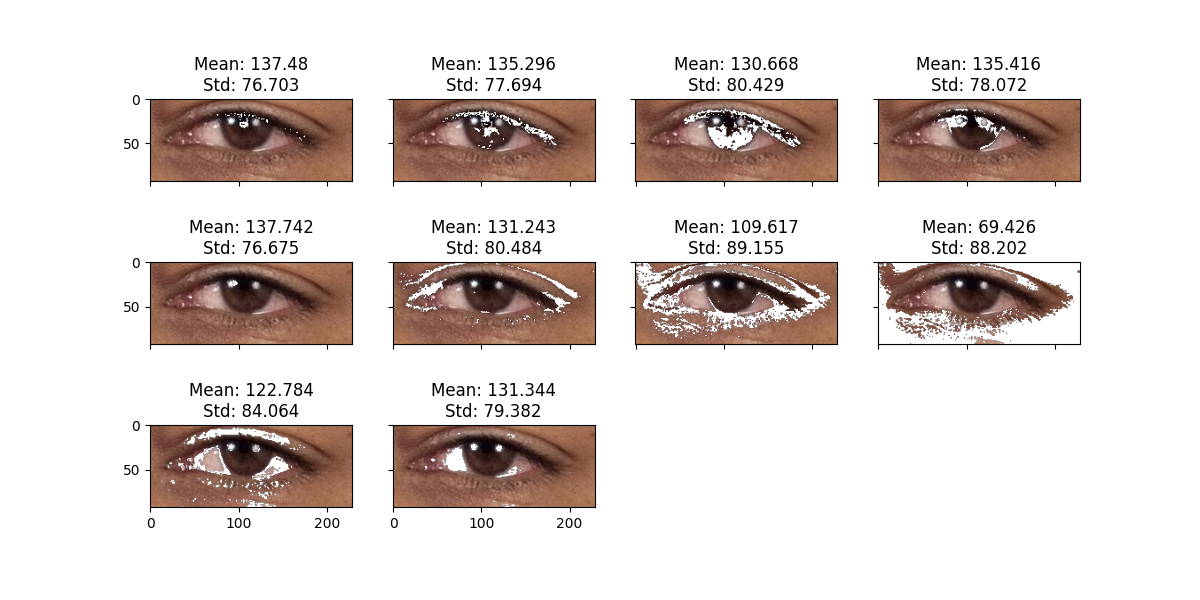 Mean: 137.48
Std: 76.703
Mean: 135.296
Std: 77.694
Mean: 130.668
Std: 80.429
Mean: 135.416
Std: 78.072
0
50
Mean: 137.742
Std: 76.675
Mean: 131.243
Std: 80.484
Mean: 109.617
Std: 89.155
Mean: 69.426
Std: 88.202
0
50
Mean: 122.784
Std: 84.064
Mean: 131.344
Std: 79.382
0
50
0 100 200
0 100 200